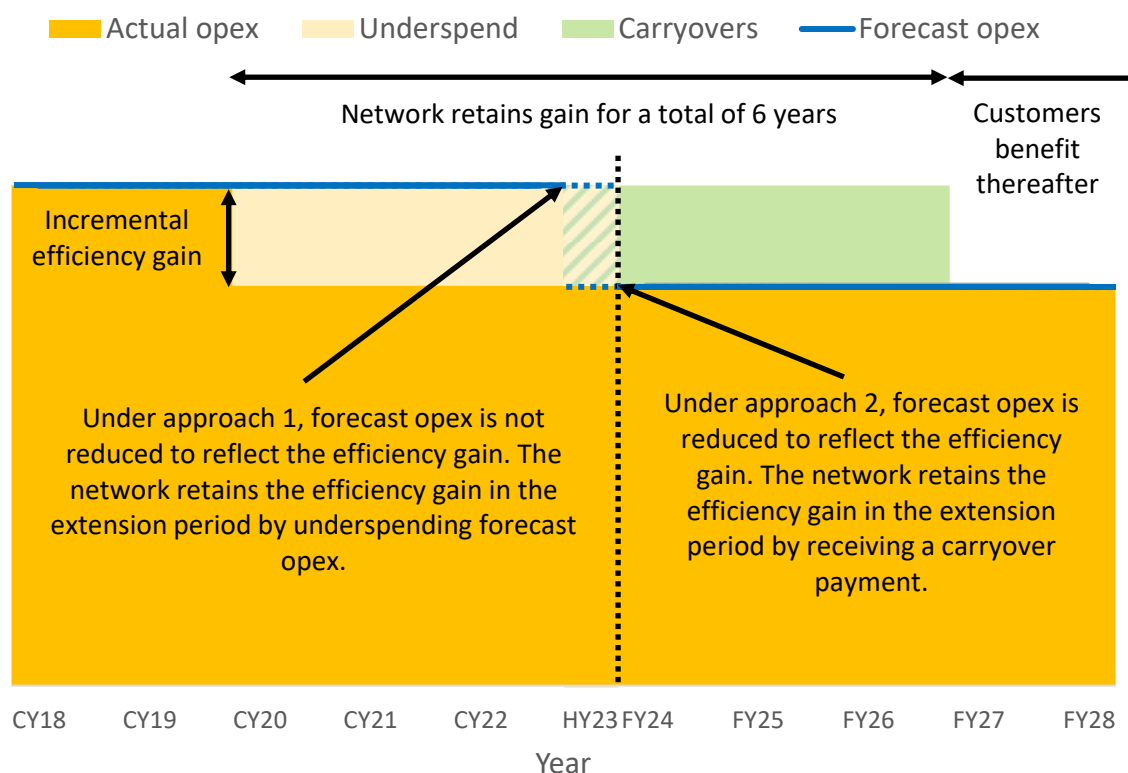 Actual opex
Underspend
Carryovers
Forecast opex
Network retains gain for a total of 6 years
Customers
benefit
thereafter
Incremental
efficiency gain
Under approach 1, forecast opex is not
reduced to reflect the efficiency gain. The
network retains the efficiency gain in the
extension period by underspending forecast
opex.
Under approach 2, forecast opex is
reduced to reflect the efficiency
gain. The network retains the
efficiency gain in the extension
period by receiving a carryover
payment.
CY18 CY19 CY20 CY21 CY22 HY23 FY24 FY25 FY26 FY27 FY28
Year